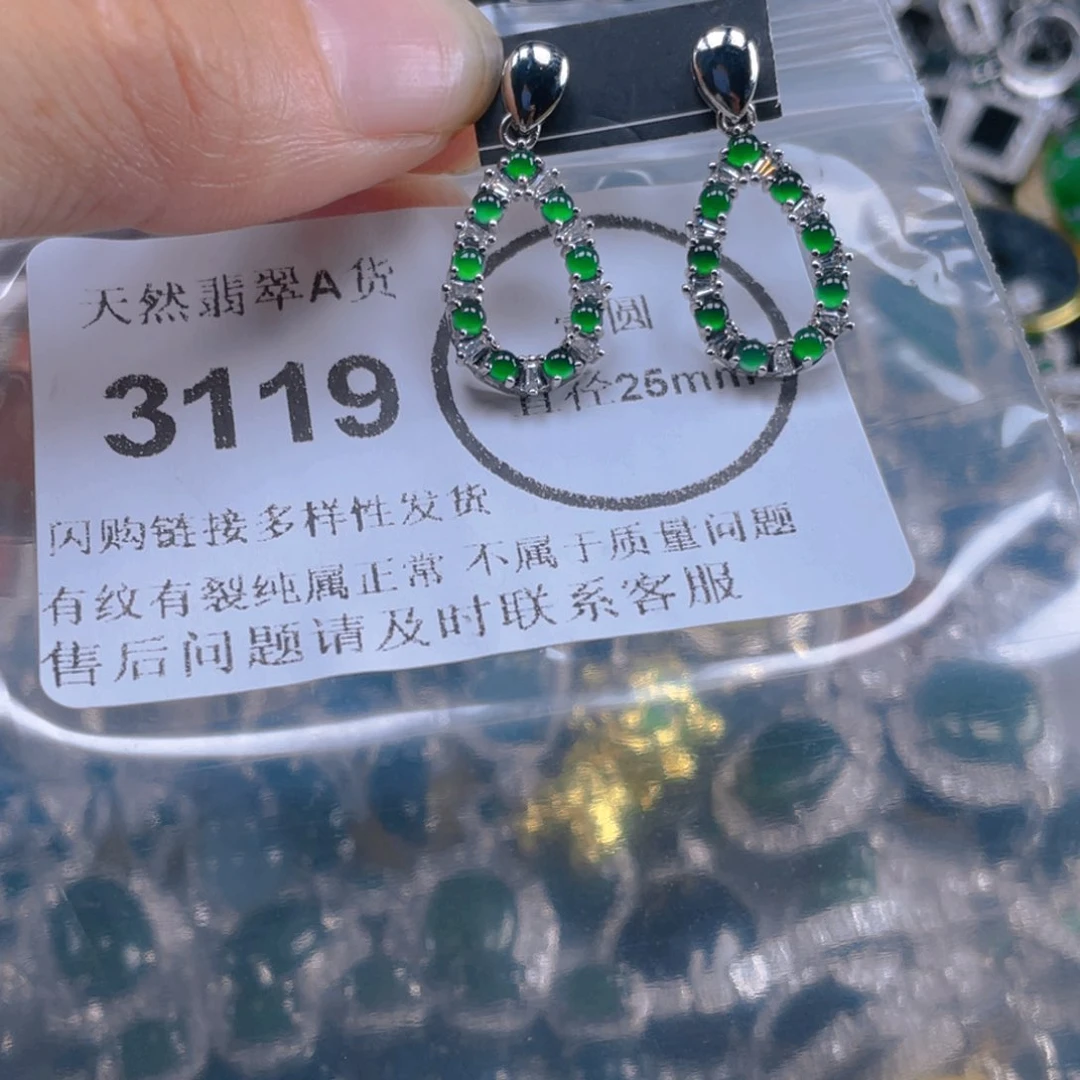 天然翡翠A货
3119
圆
直径25mm
闪购链接多样性发货
有纹有裂纯属正常 不属于质量问题
售后问题请及时联系客服